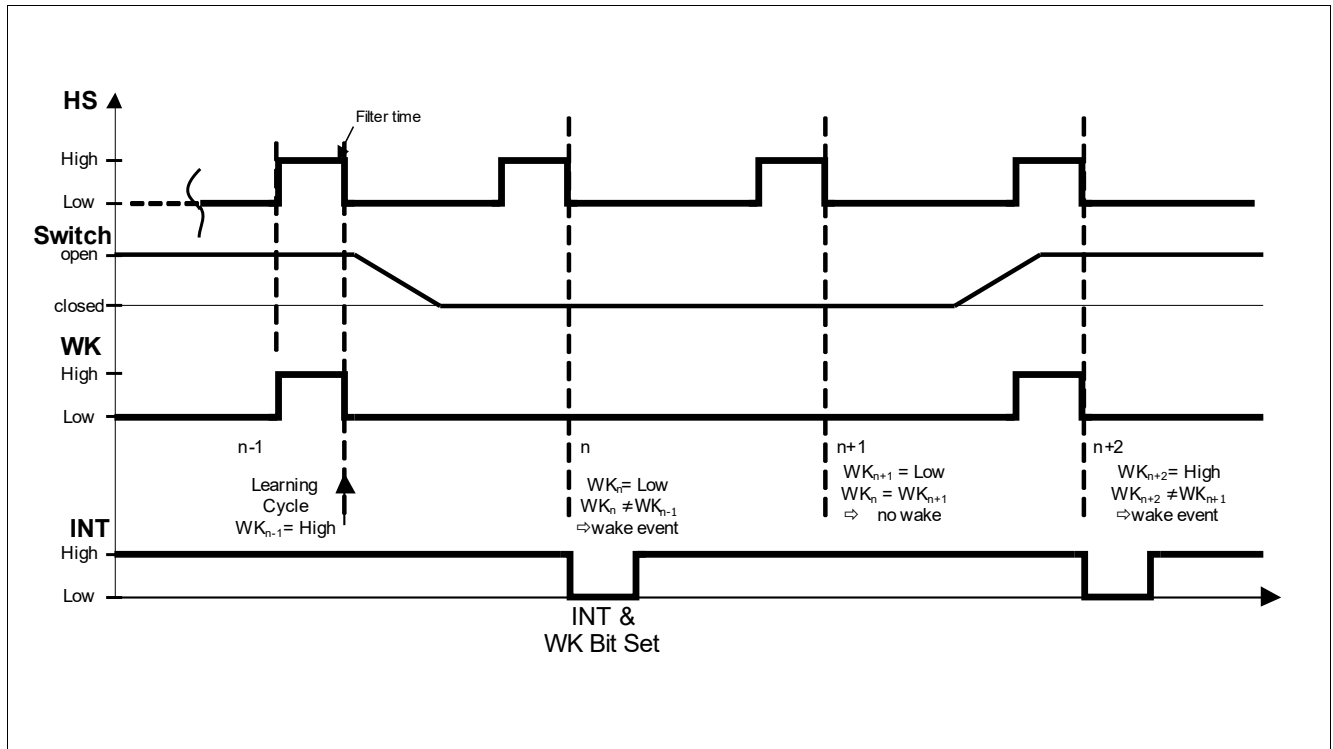 HS
Filter time
High
Low
Switch
open
closed
WK
High
Low
n-1
n
n+1
n+2
Learning
Cycle
WKn-1= High
WKn= Low
WKn ≠WKn-1
⇨wake event
WKn+1 = Low
WKn = WKn+1
⇨ no wake
WKn+2= High
WKn+2 ≠WKn+1
⇨wake event
INT
High
Low
INT &
WK Bit Set